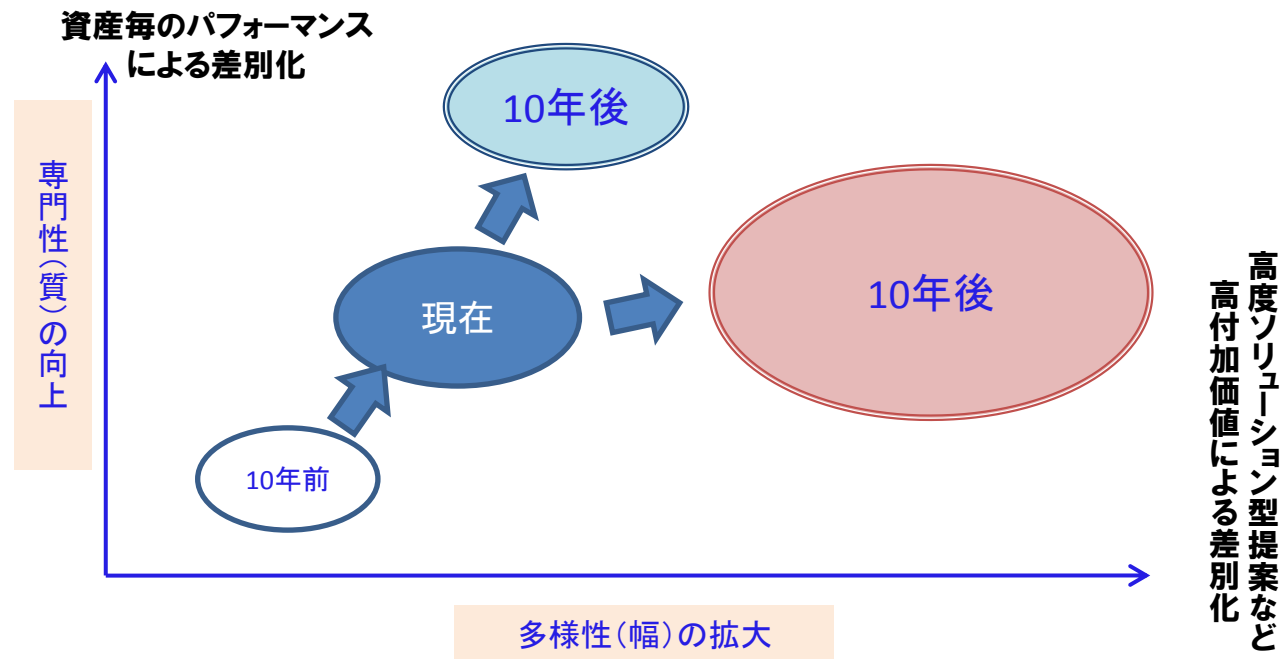 資産毎のパフォーマンス
による差別化
専門性（質）の向上
10年後
現在
10年後
10年前
高度ソリューション型提案など
高付加価値による差別化
多様性（幅）の拡大